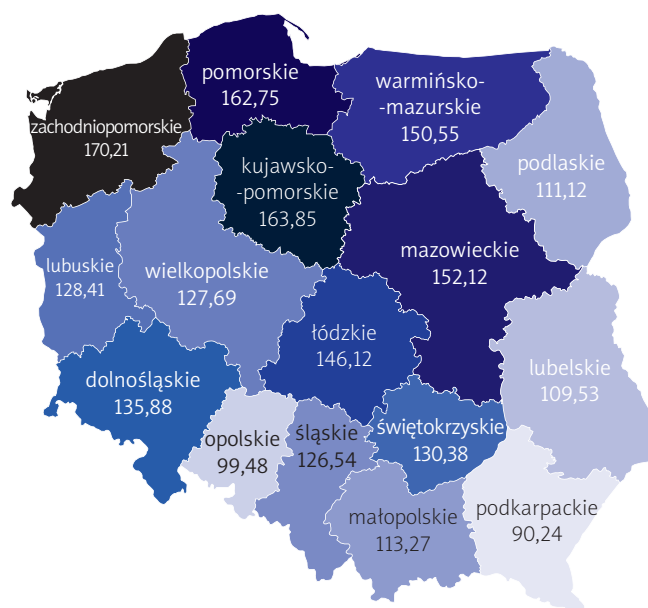 pomorskie
162,75
warmińsko-
-mazurskie
150,55
zachodniopomorskie
170,21
kujawsko-
-pomorskie
163,85
podlaskie
111,12
mazowieckie
152,12
lubuskie
128,41
wielkopolskie
127,69
łódzkie
146,12
lubelskie
109,53
dolnośląskie
135,88
opolskie
99,48
śląskie
126,54
świętokrzyskie
130,38
małopolskie
113,27
podkarpackie
90,24